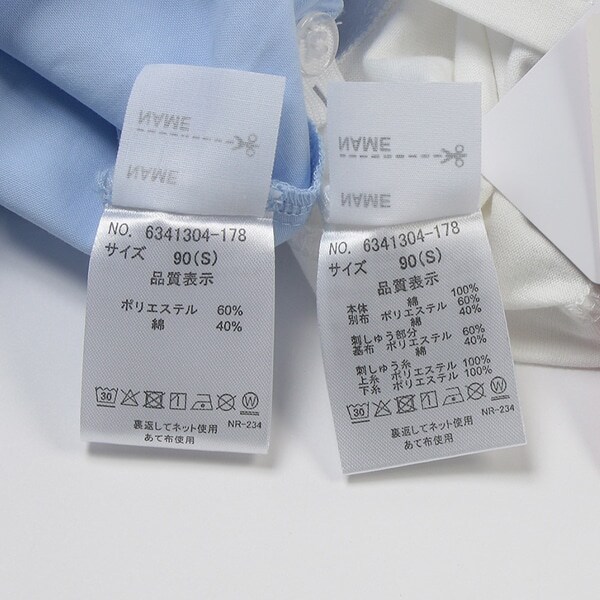 NAME
NAME
NO. 6341304-178
サイズ 90(S)
品質表示
ポリエステル 60%
綿 40%
30
裏返してネット使用
あて布使用
NR-234
NAME
NAME
NO. 6341304-178
サイズ 90(S)
品質表示
本体 綿 100%
別布 ポリエステル 60%
綿 40%
刺しゅう部分
基布 ポリエステル 60%
綿 40%
刺しゅう糸
上糸 ポリエステル 100%
下糸 ポリエステル 100%
30
W
裏返してネット使用
あて布使用
NR-234